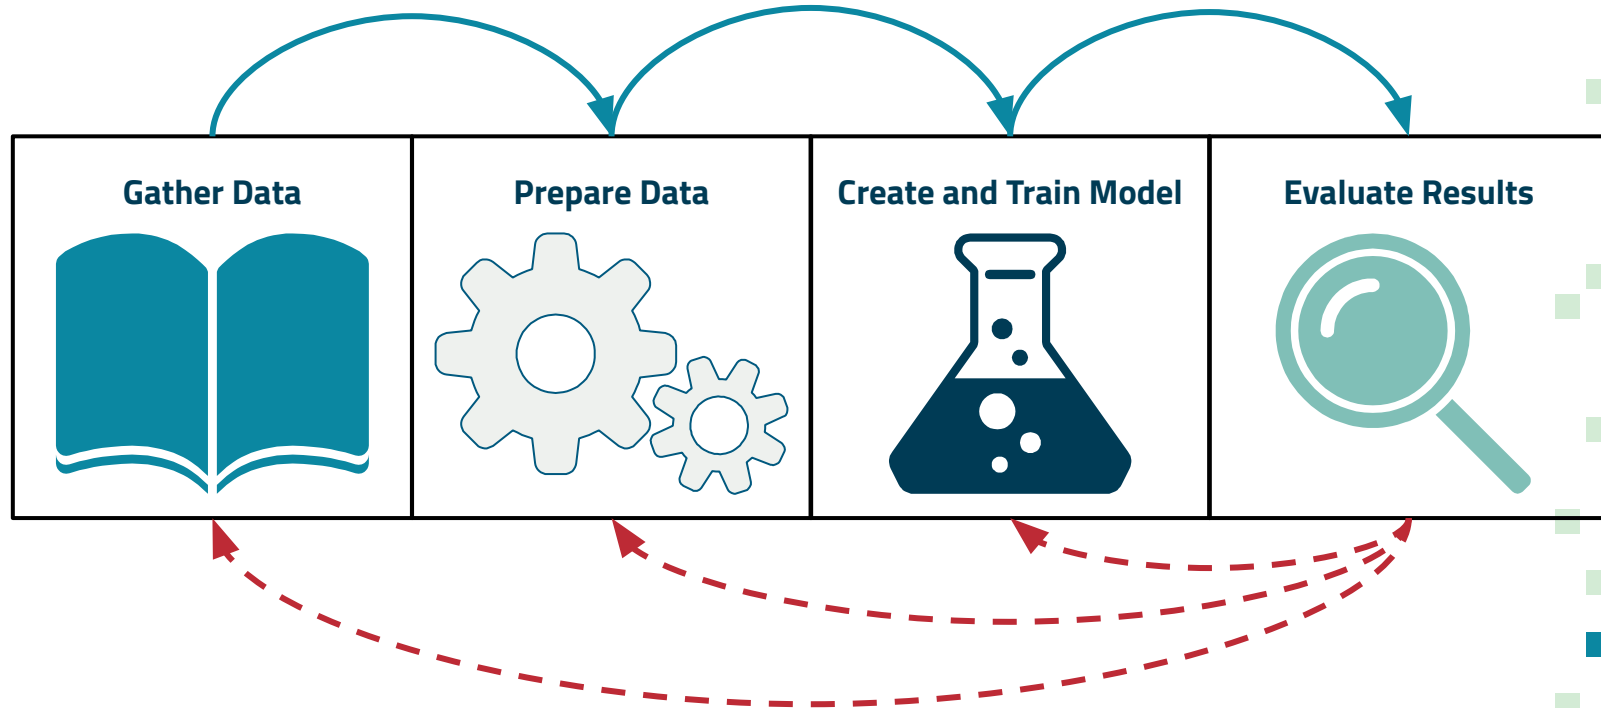 Gather Data
Prepare Data
Create and Train Model
Evaluate Results